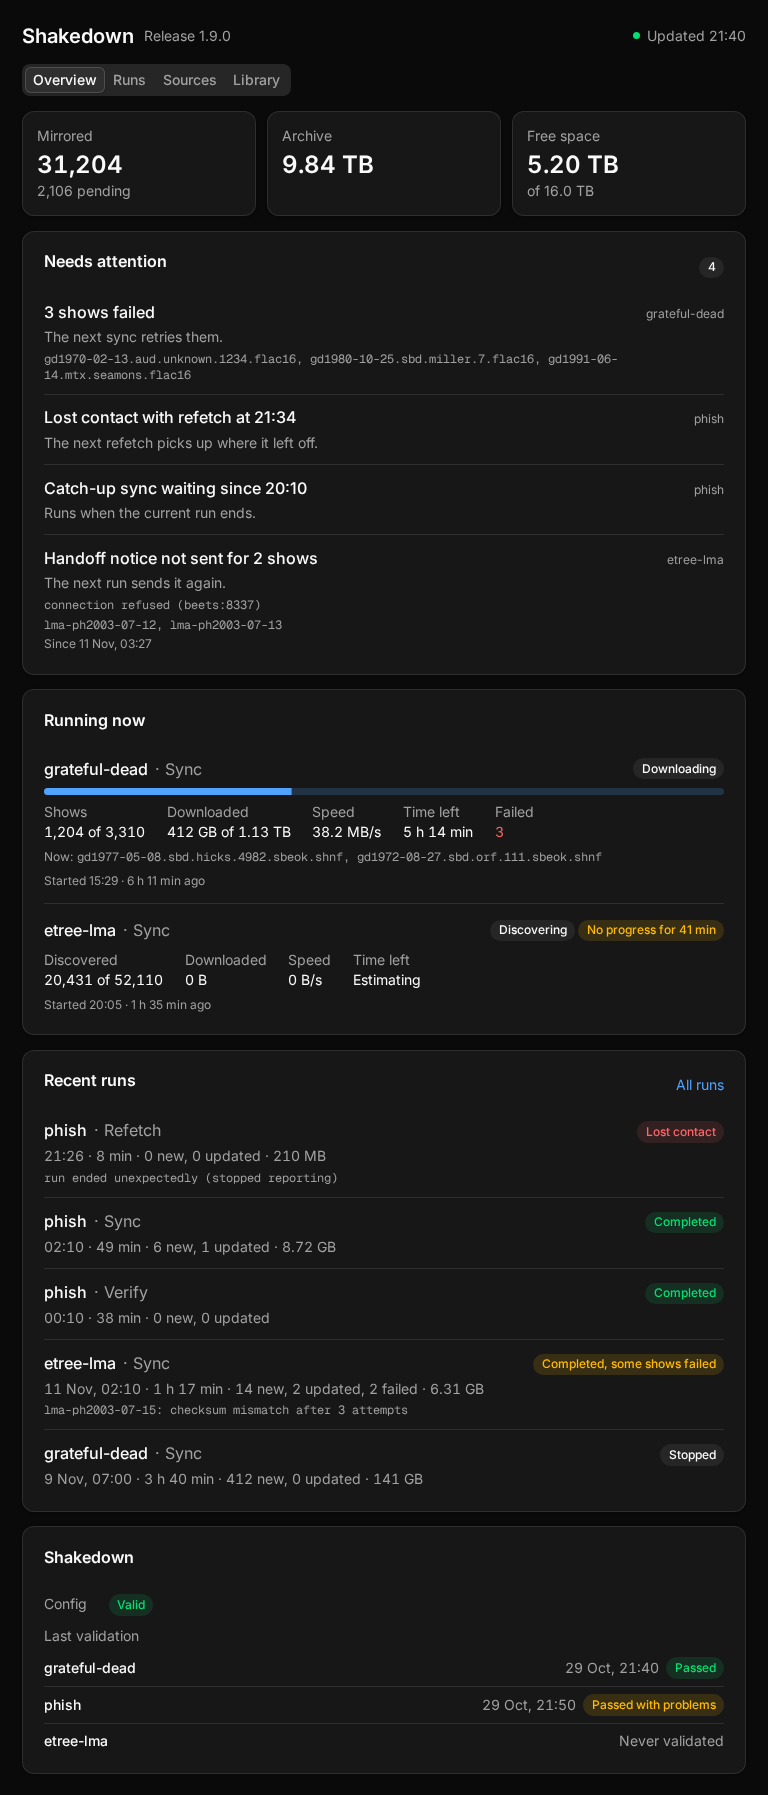 Shakedown Release 1.9.0
Updated 21:40
Overview Runs Sources Library
Mirrored
31,204
2,106 pending
Archive
9.84 TB
Free space
5.20 TB
of 16.0 TB
Needs attention
4
3 shows failed
grateful-dead
The next sync retries them.
gd1970-02-13.aud.unknown.1234.flac16, gd1980-10-25.sbd.miller.7.flac16, gd1991-06-
14.mtx.seamons.flac16
Lost contact with refetch at 21:34
phish
The next refetch picks up where it left off.
Catch-up sync waiting since 20:10
phish
Runs when the current run ends.
Handoff notice not sent for 2 shows
etree-lma
The next run sends it again.
connection refused (beets:8337)
lma-ph2003-07-12, lma-ph2003-07-13
Since 11 Nov, 03:27
Running now
grateful-dead · Sync
Downloading
Shows Downloaded Speed Time left Failed
1,204 of 3,310 412 GB of 1.13 TB 38.2 MB/s 5 h 14 min 3
Now: gd1977-05-08.sbd.hicks.4982.sbeok.shnf, gd1972-08-27.sbd.orf.111.sbeok.shnf
Started 15:29 · 6 h 11 min ago
etree-lma · Sync
Discovering No progress for 41 min
Discovered Downloaded Speed Time left
20,431 of 52,110 0 B 0 B/s Estimating
Started 20:05 · 1 h 35 min ago
Recent runs
All runs
phish · Refetch
Lost contact
21:26 · 8 min · 0 new, 0 updated · 210 MB
run ended unexpectedly (stopped reporting)
phish · Sync
Completed
02:10 · 49 min · 6 new, 1 updated · 8.72 GB
phish · Verify
Completed
00:10 · 38 min · 0 new, 0 updated
etree-lma · Sync
Completed, some shows failed
11 Nov, 02:10 · 1 h 17 min · 14 new, 2 updated, 2 failed · 6.31 GB
lma-ph2003-07-15: checksum mismatch after 3 attempts
grateful-dead · Sync
Stopped
9 Nov, 07:00 · 3 h 40 min · 412 new, 0 updated · 141 GB
Shakedown
Config Valid
Last validation
grateful-dead 29 Oct, 21:40 Passed
phish 29 Oct, 21:50 Passed with problems
etree-lma Never validated